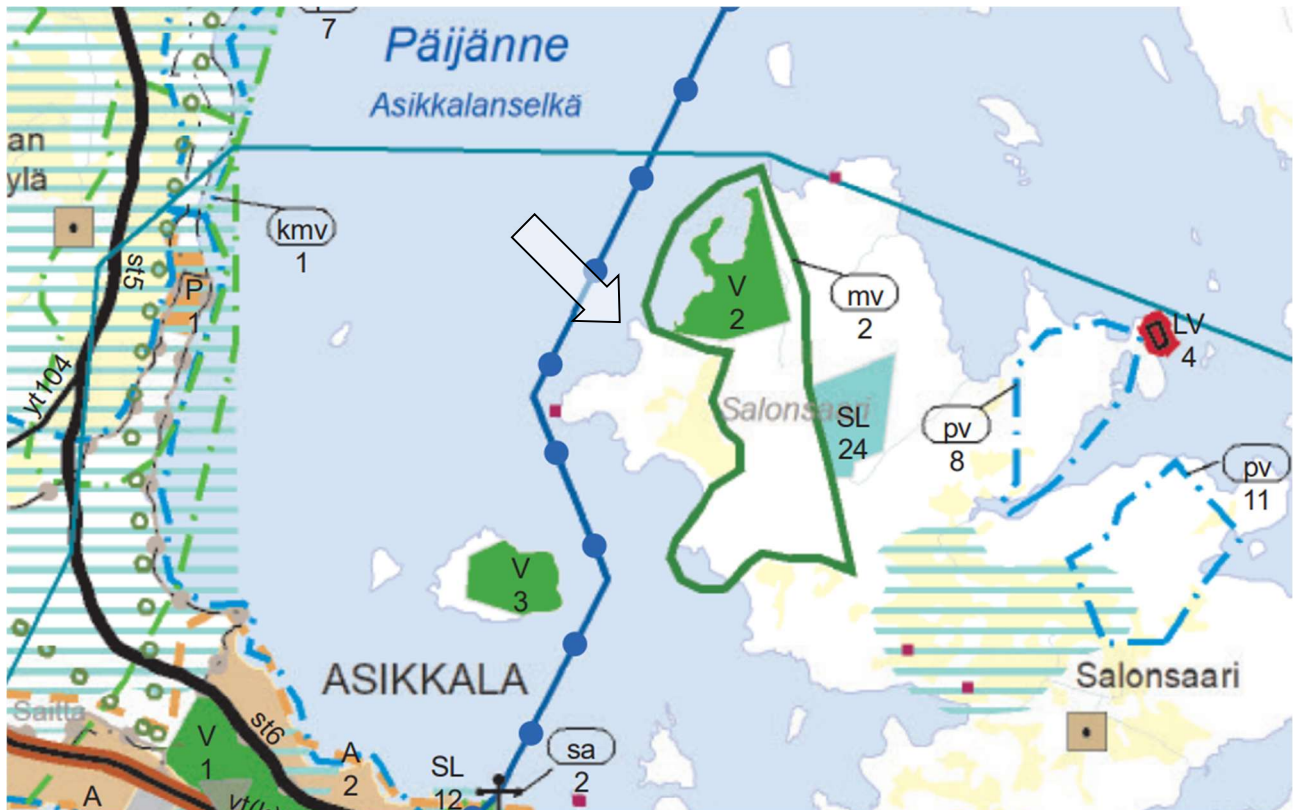 7
Päijänne
Asikkalanselkä
an
ylä
kmv
1
st5
P
1
V
2
mv
2
LV
4
yt104
Salonsaari
SL
24
pv
8
pv
11
V
3
ASIKKALA
Salonsaari
Saitta
V
1
st6
A
2
SL
12
sa
2
A